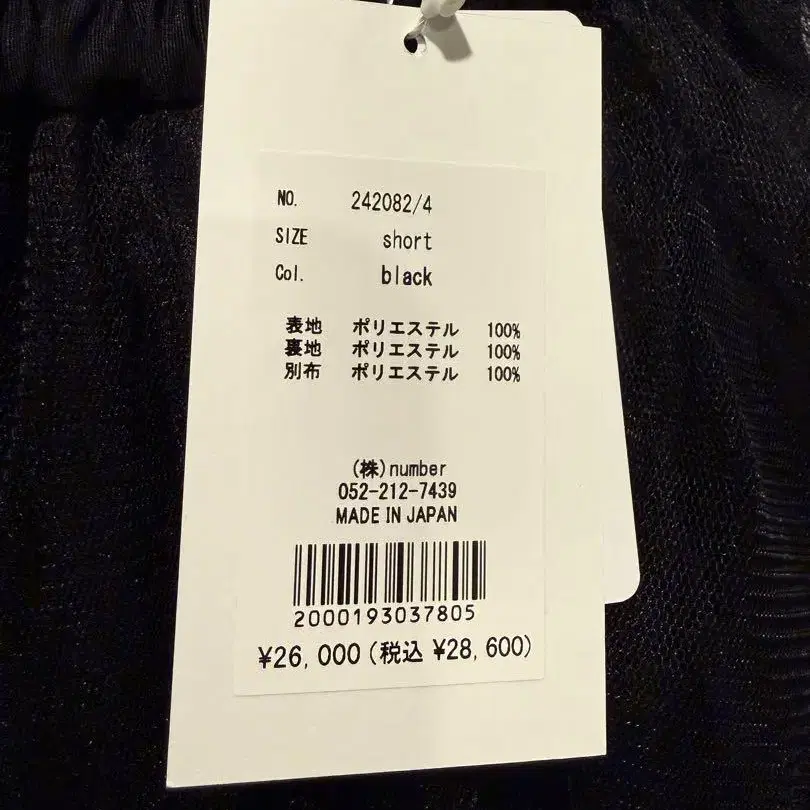 NO. 242082/4
SIZE short
Col. black
表地 ポリエステル 100%
裏地 ポリエステル 100%
別布 ポリエステル 100%
(株)number
052-212-7439
MADE IN JAPAN
2000193037805
¥26,000(税込 ¥28,600)